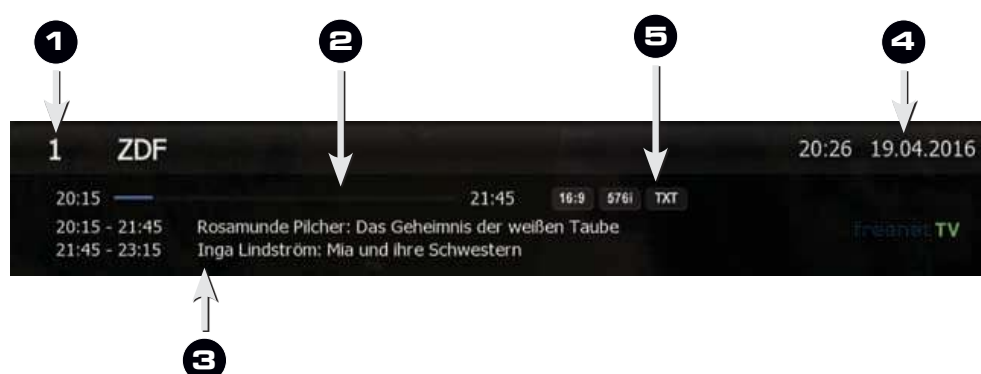 1 2 5 4
1 ZDF 20:26 19.04.2016
20:15 21:45 16:9 576i TXT
20:15 - 21:45 Rosamunde Pilcher: Das Geheimnis der weißen Taube
freenet TV
21:45 - 23:15 Inga Lindström: Mia und ihre Schwestern
3